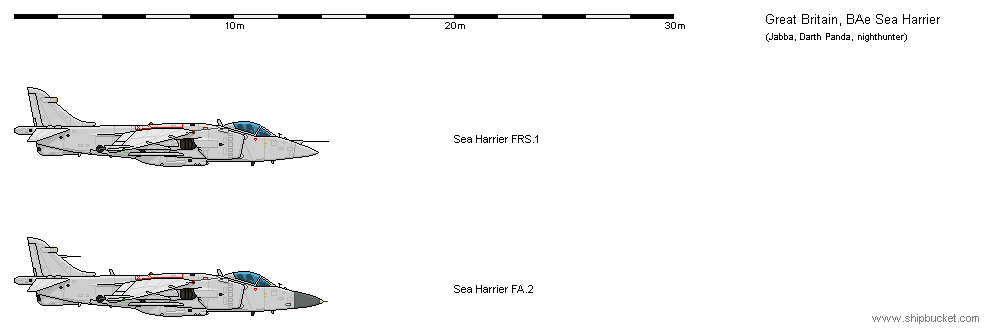 10m 20m 30m
Great Britain, BAe Sea Harrier
(Jabba, Darth Panda, nighthunter)
Sea Harrier FRS.1
Sea Harrier FA.2
www.shipbucket.com